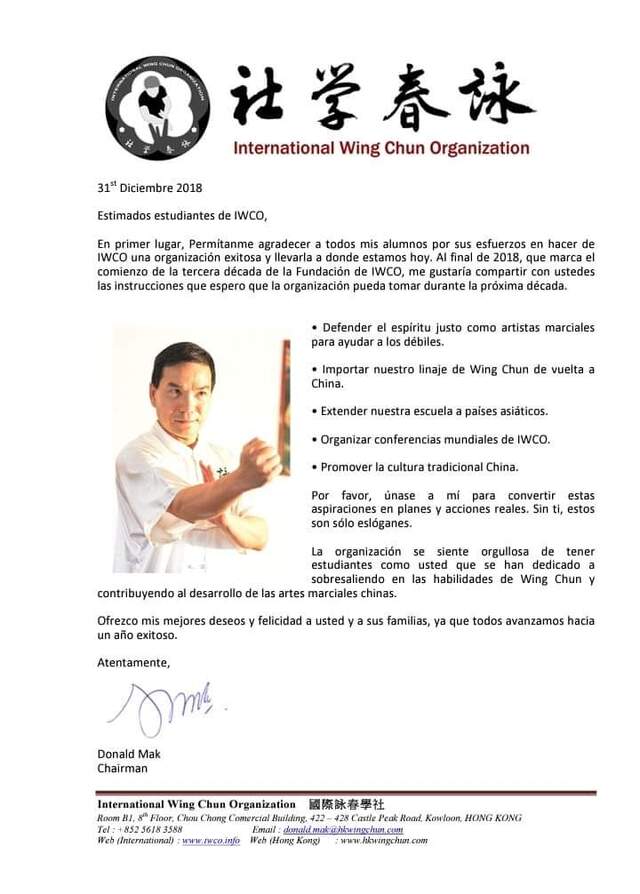 INTERNATIONAL WING CHUN ORGANIZATION
社 学 春 詠
社学春詠
International Wing Chun Organization
31st Diciembre 2018
Estimados estudiantes de IWCO,
En primer lugar, Permítanme agradecer a todos mis alumnos por sus esfuerzos en hacer de
IWCO una organización exitosa y llevarla a donde estamos hoy. Al final de 2018, que marca el
comienzo de la tercera década de la Fundación de IWCO, me gustaría compartir con ustedes
las instrucciones que espero que la organización pueda tomar durante la próxima década.
• Defender el espíritu justo como artistas marciales
para ayudar a los débiles.
• Importar nuestro linaje de Wing Chun de vuelta a
China.
• Extender nuestra escuela a países asiáticos.
• Organizar conferencias mundiales de IWCO.
• Promover la cultura tradicional China.
Por favor, únase a mí para convertir estas
aspiraciones en planes y acciones reales. Sin ti, estos
son sólo eslóganes.
La organización se siente orgullosa de tener
estudiantes como usted que se han dedicado a
sobresaliendo en las habilidades de Wing Chun y
contribuyendo al desarrollo de las artes marciales chinas.
Ofrezco mis mejores deseos y felicidad a usted y a sus familias, ya que todos avanzamos hacia
un año exitoso.
Atentamente,
Donald Mak
Chairman
International Wing Chun Organization 國際詠春學社
Room B1, 8th Floor, Chou Chong Comercial Building, 422 – 428 Castle Peak Road, Kowloon, HONG KONG
Tel : + 852 5618 3588 Email : donald.mak@hkwingchun.com
Web (International) : www.iwco.info Web (Hong Kong) : www.hkwingchun.com